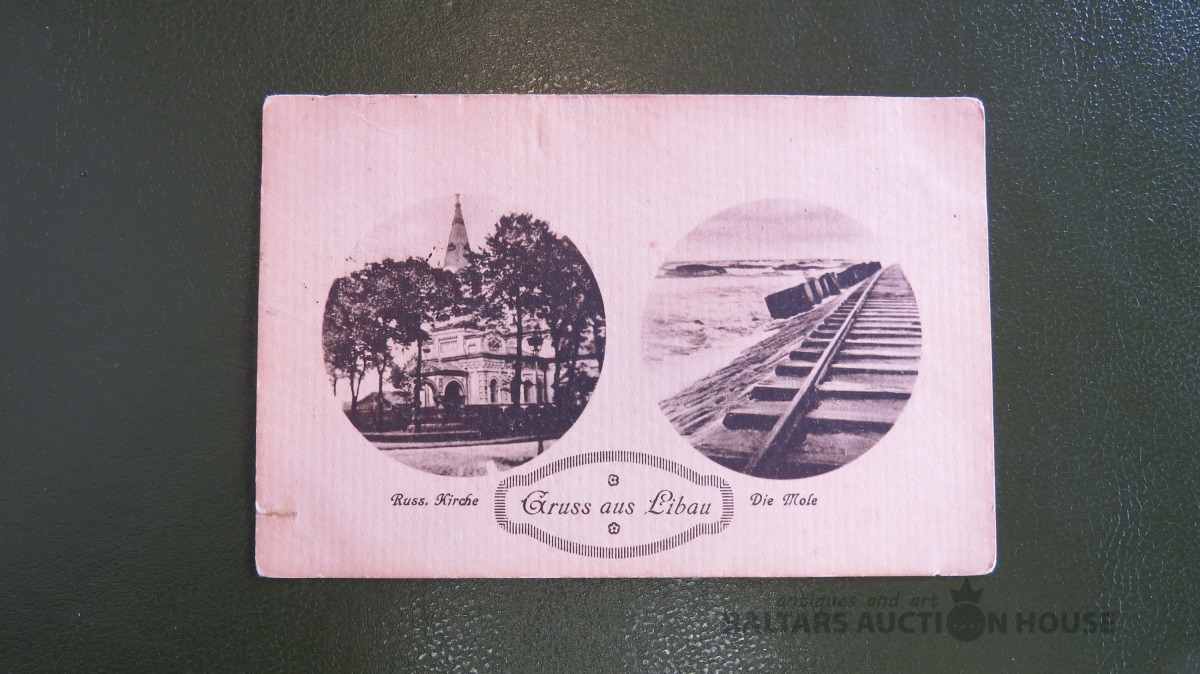 Russ. Kirche
Gruss aus Libau
Die Mole
antiques and art
BALTARS AUCTION HOUSE